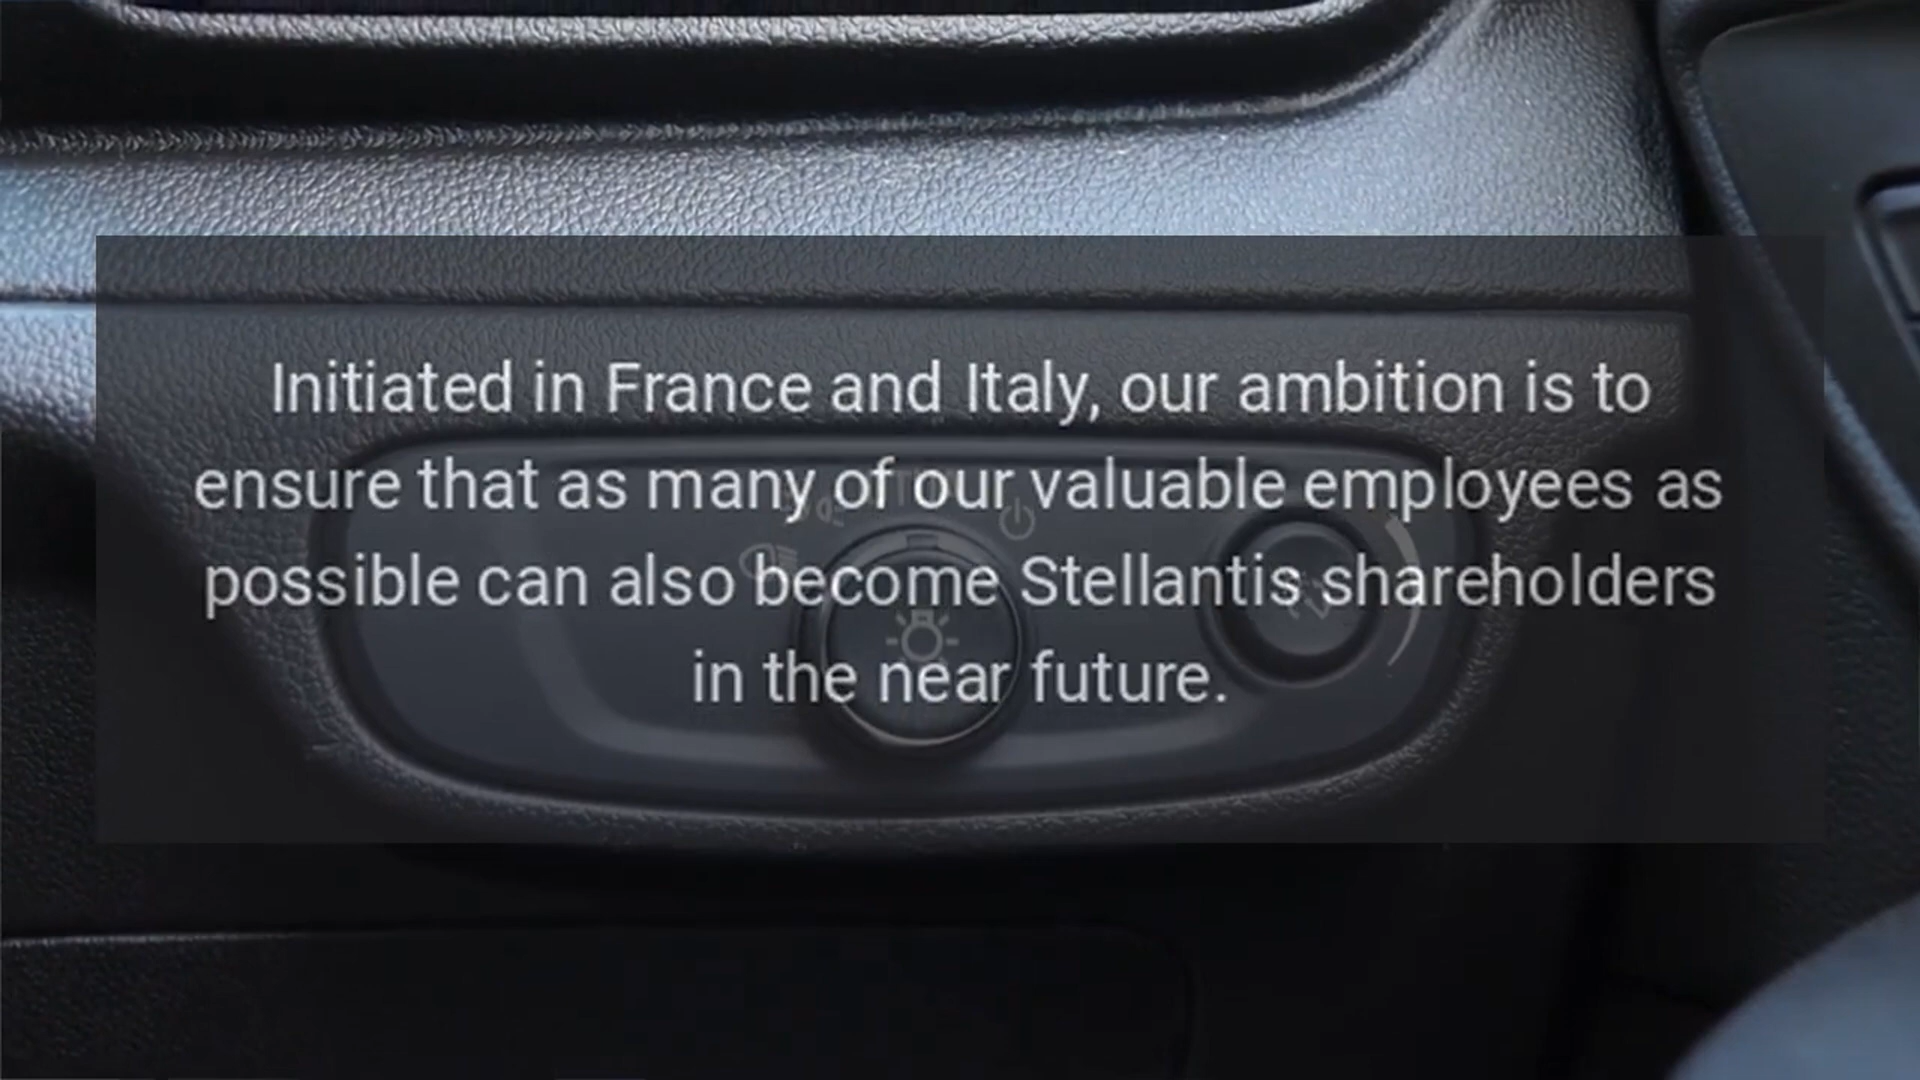 Initiated in France and Italy, our ambition is to
ensure that as many of our valuable employees as
possible can also become Stellantis shareholders
in the near future.